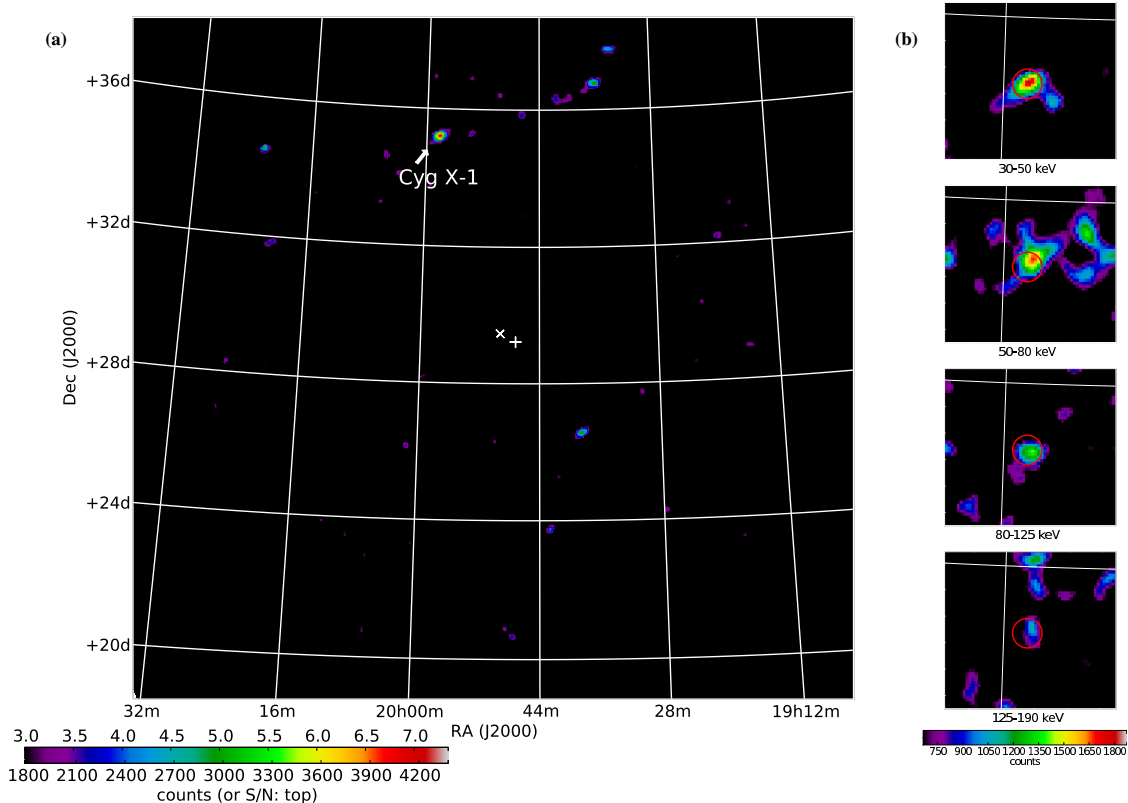 (a)
(b)
+36d
+32d
+28d
+24d
+20d
Dec (J2000)
Cyg X-1
32m 16m 20h00m 44m 28m 19h12m
RA (J2000)
3.0 3.5 4.0 4.5 5.0 5.5 6.0 6.5 7.0
1800 2100 2400 2700 3000 3300 3600 3900 4200
counts (or S/N: top)
30-50 keV
50-80 keV
80-125 keV
125-190 keV
750 900 1050 1200 1350 1500 1650 1800
counts